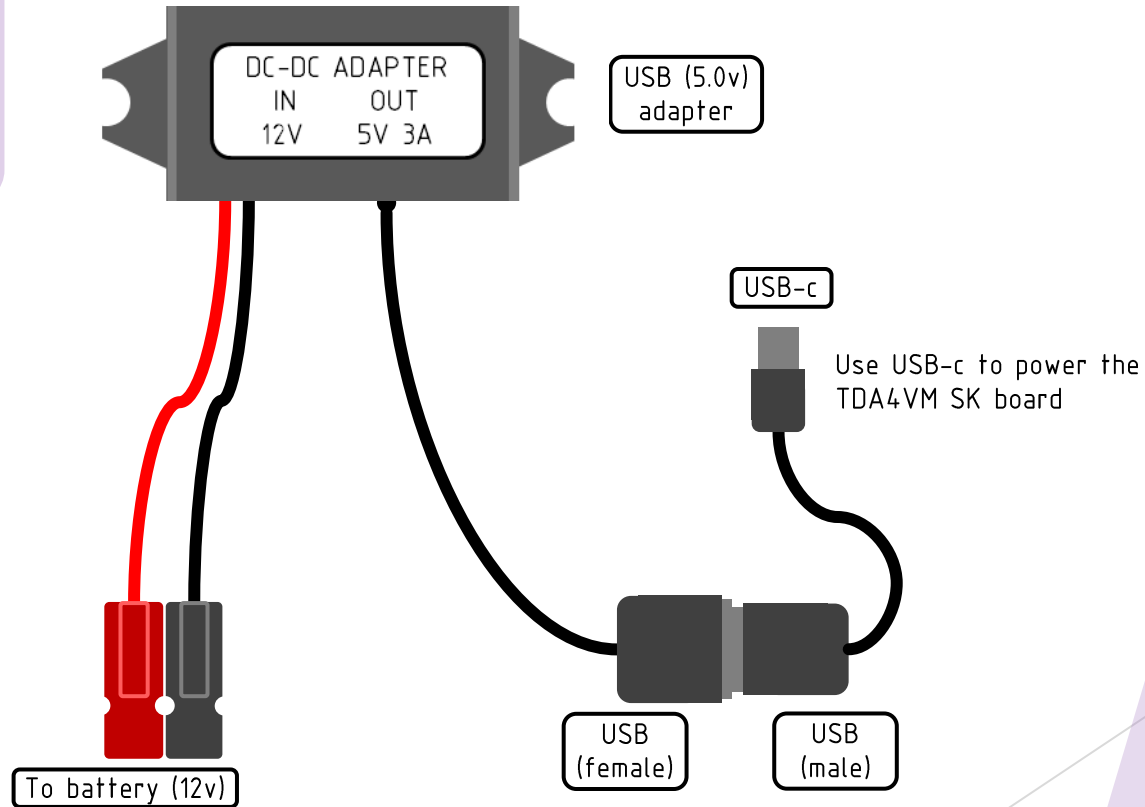 DC-DC ADAPTER
IN OUT
12V 5V 3A
USB (5.0v)
adapter
USB-c
Use USB-c to power the
TDA4VM SK board
USB
(female)
USB
(male)
To battery (12v)